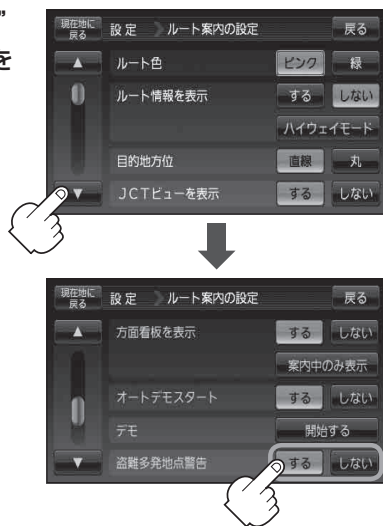 ”
を
現在地に戻る 設定 ルート案内の設定 戻る
▲ ルート色 ピンク 緑
ルート情報を表示 する しない
ハイウェイモード
目的地方位 直線 丸
▼ JCTビューを表示 する しない
現在地に戻る 設定 ルート案内の設定 戻る
▲ 方面看板を表示 する しない
案内中のみ表示
オートデモスタート する しない
デモ 開始する
▼ 盗難多発地点警告 する しない